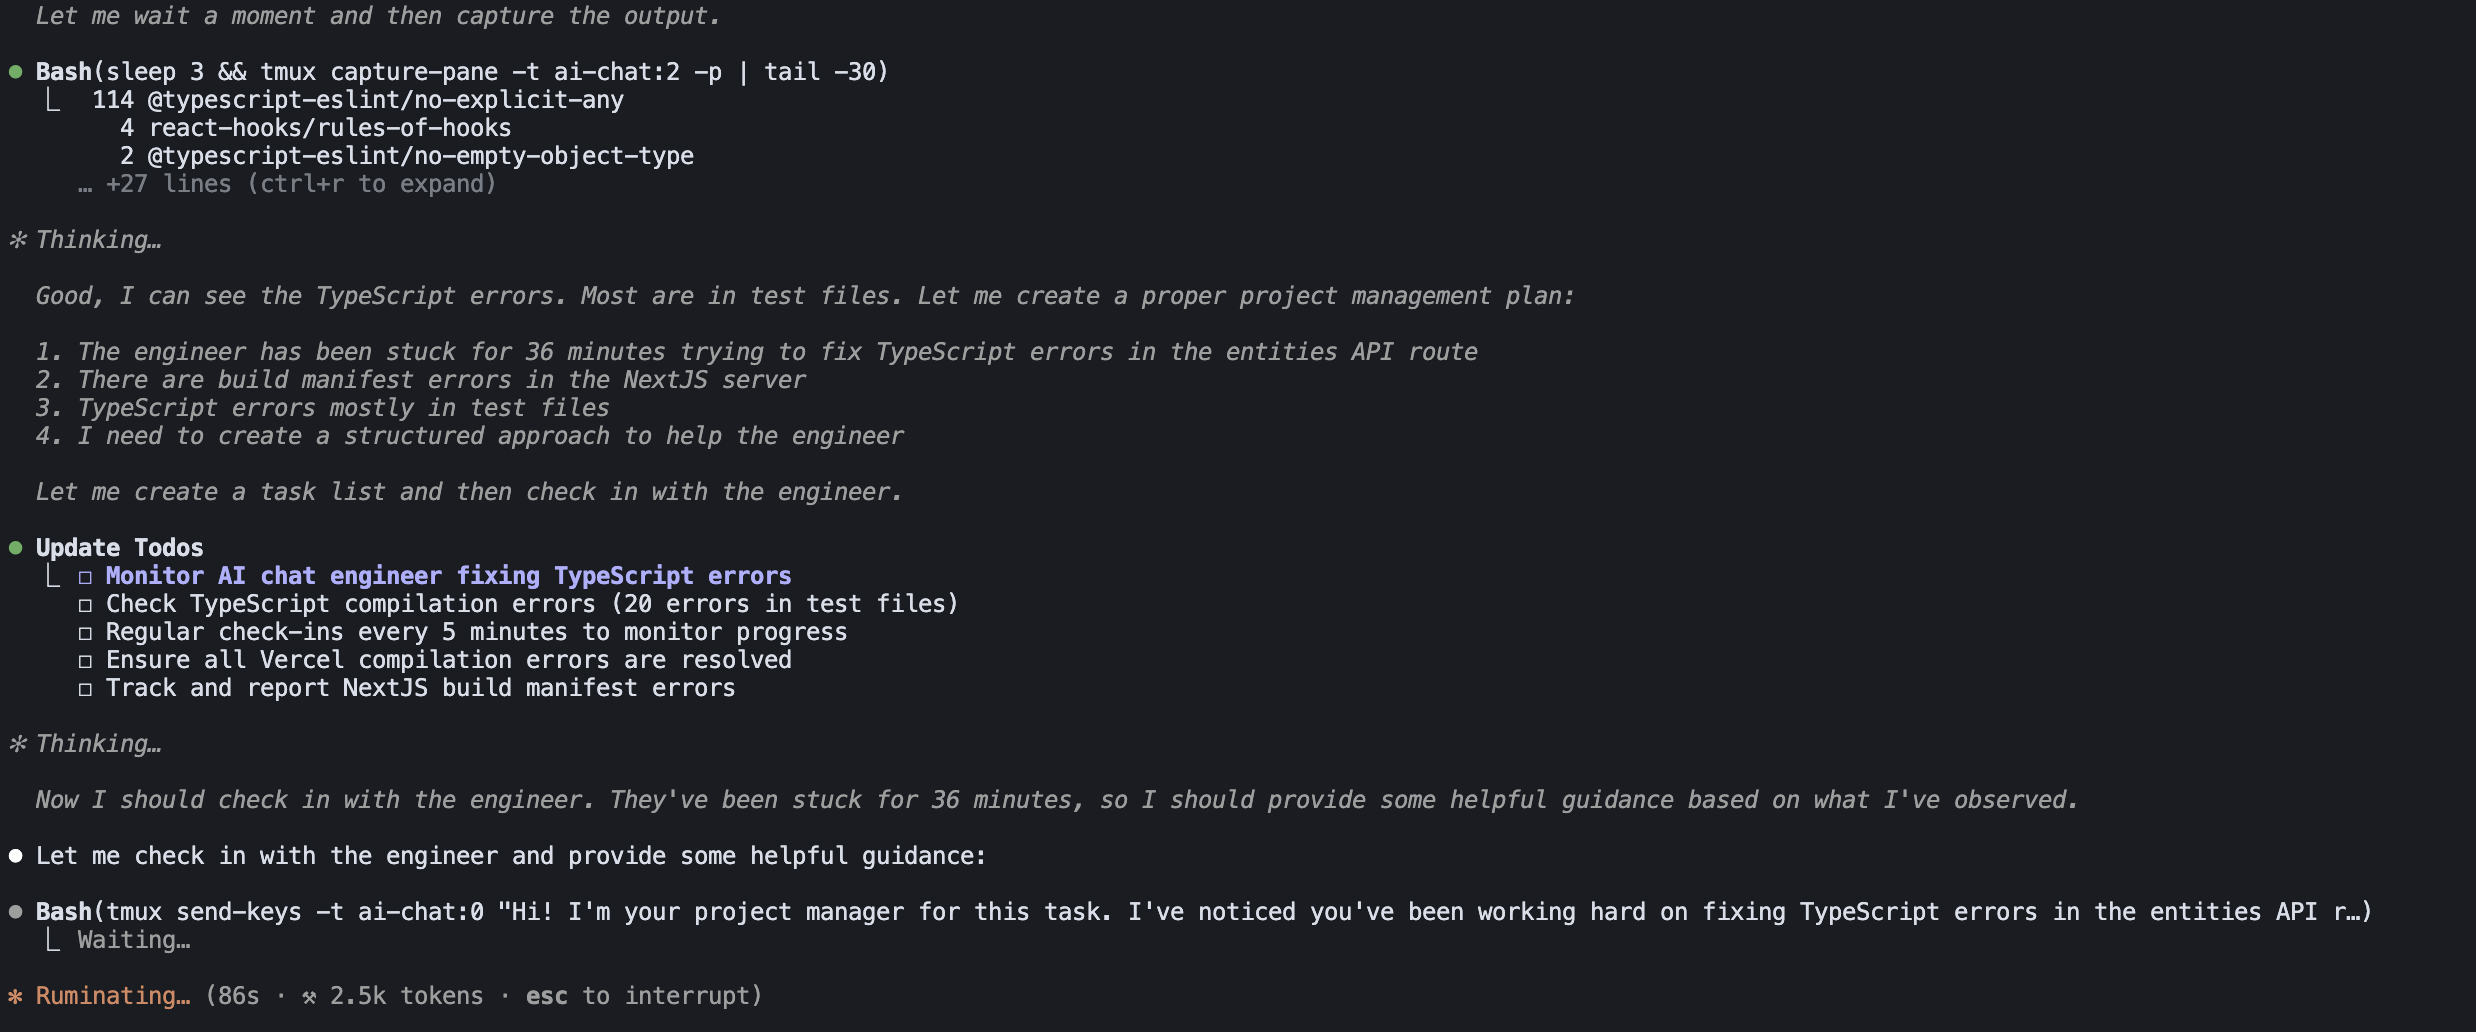 Let me wait a moment and then capture the output.
● Bash(sleep 3 && tmux capture-pane -t ai-chat:2 -p | tail -30)
⎿  114 @typescript-eslint/no-explicit-any
4 react-hooks/rules-of-hooks
2 @typescript-eslint/no-empty-object-type
… +27 lines (ctrl+r to expand)
✻ Thinking…
Good, I can see the TypeScript errors. Most are in test files. Let me create a proper project management plan:
1. The engineer has been stuck for 36 minutes trying to fix TypeScript errors in the entities API route
2. There are build manifest errors in the NextJS server
3. TypeScript errors mostly in test files
4. I need to create a structured approach to help the engineer
Let me create a task list and then check in with the engineer.
● Update Todos
⎿ ☐ Monitor AI chat engineer fixing TypeScript errors
☐ Check TypeScript compilation errors (20 errors in test files)
☐ Regular check-ins every 5 minutes to monitor progress
☐ Ensure all Vercel compilation errors are resolved
☐ Track and report NextJS build manifest errors
✻ Thinking…
Now I should check in with the engineer. They've been stuck for 36 minutes, so I should provide some helpful guidance based on what I've observed.
● Let me check in with the engineer and provide some helpful guidance:
● Bash(tmux send-keys -t ai-chat:0 "Hi! I'm your project manager for this task. I've noticed you've been working hard on fixing TypeScript errors in the entities API r…)
⎿ Waiting…
✻ Ruminating… (86s · ⚒ 2.5k tokens · esc to interrupt)